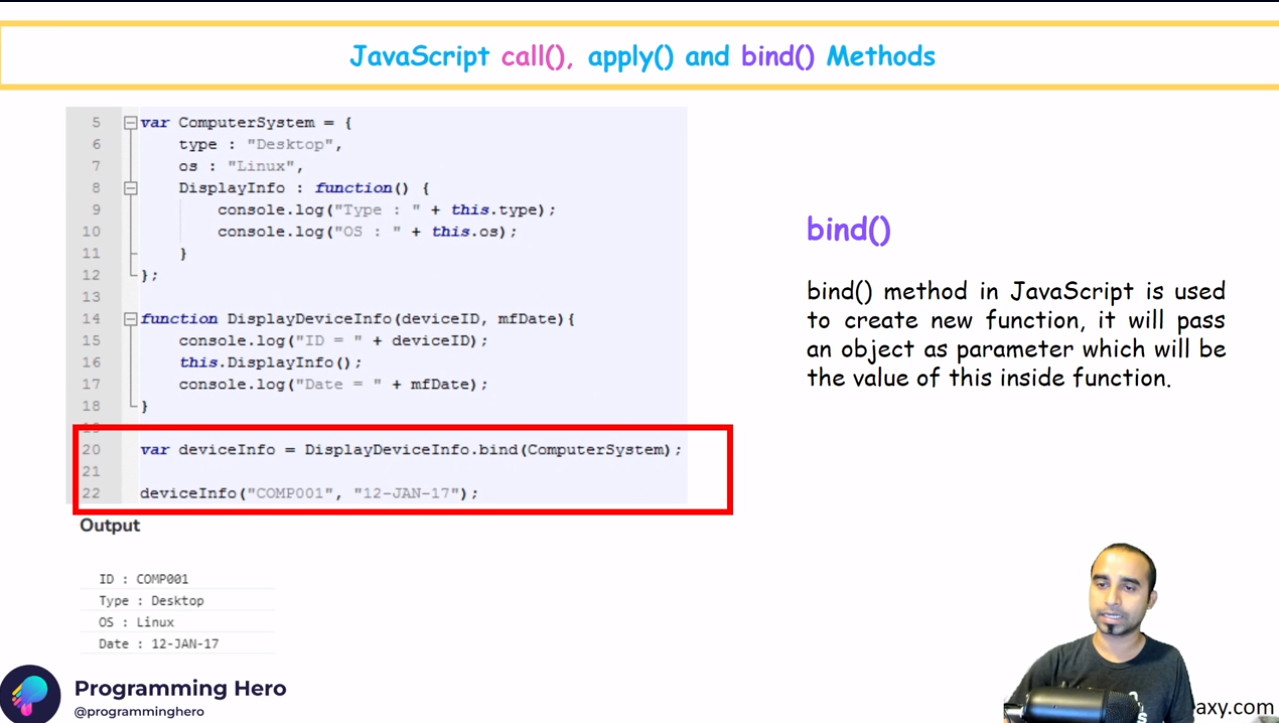 JavaScript call(), apply() and bind() Methods
5 var ComputerSystem = {
6 type : "Desktop",
7 os : "Linux",
8 DisplayInfo : function() {
9 console.log("Type : " + this.type);
10 console.log("OS : " + this.os);
11 }
12 };
13
14 function DisplayDeviceInfo(deviceID, mfDate){
15 console.log("ID = " + deviceID);
16 this.DisplayInfo();
17 console.log("Date = " + mfDate);
18 }
19
20 var deviceInfo = DisplayDeviceInfo.bind(ComputerSystem);
21
22 deviceInfo("COMP001", "12-JAN-17");
Output
ID : COMP001
Type : Desktop
OS : Linux
Date : 12-JAN-17
bind()
bind() method in JavaScript is used
to create new function, it will pass
an object as parameter which will be
the value of this inside function.
Programming Hero
@programminghero
axy.com